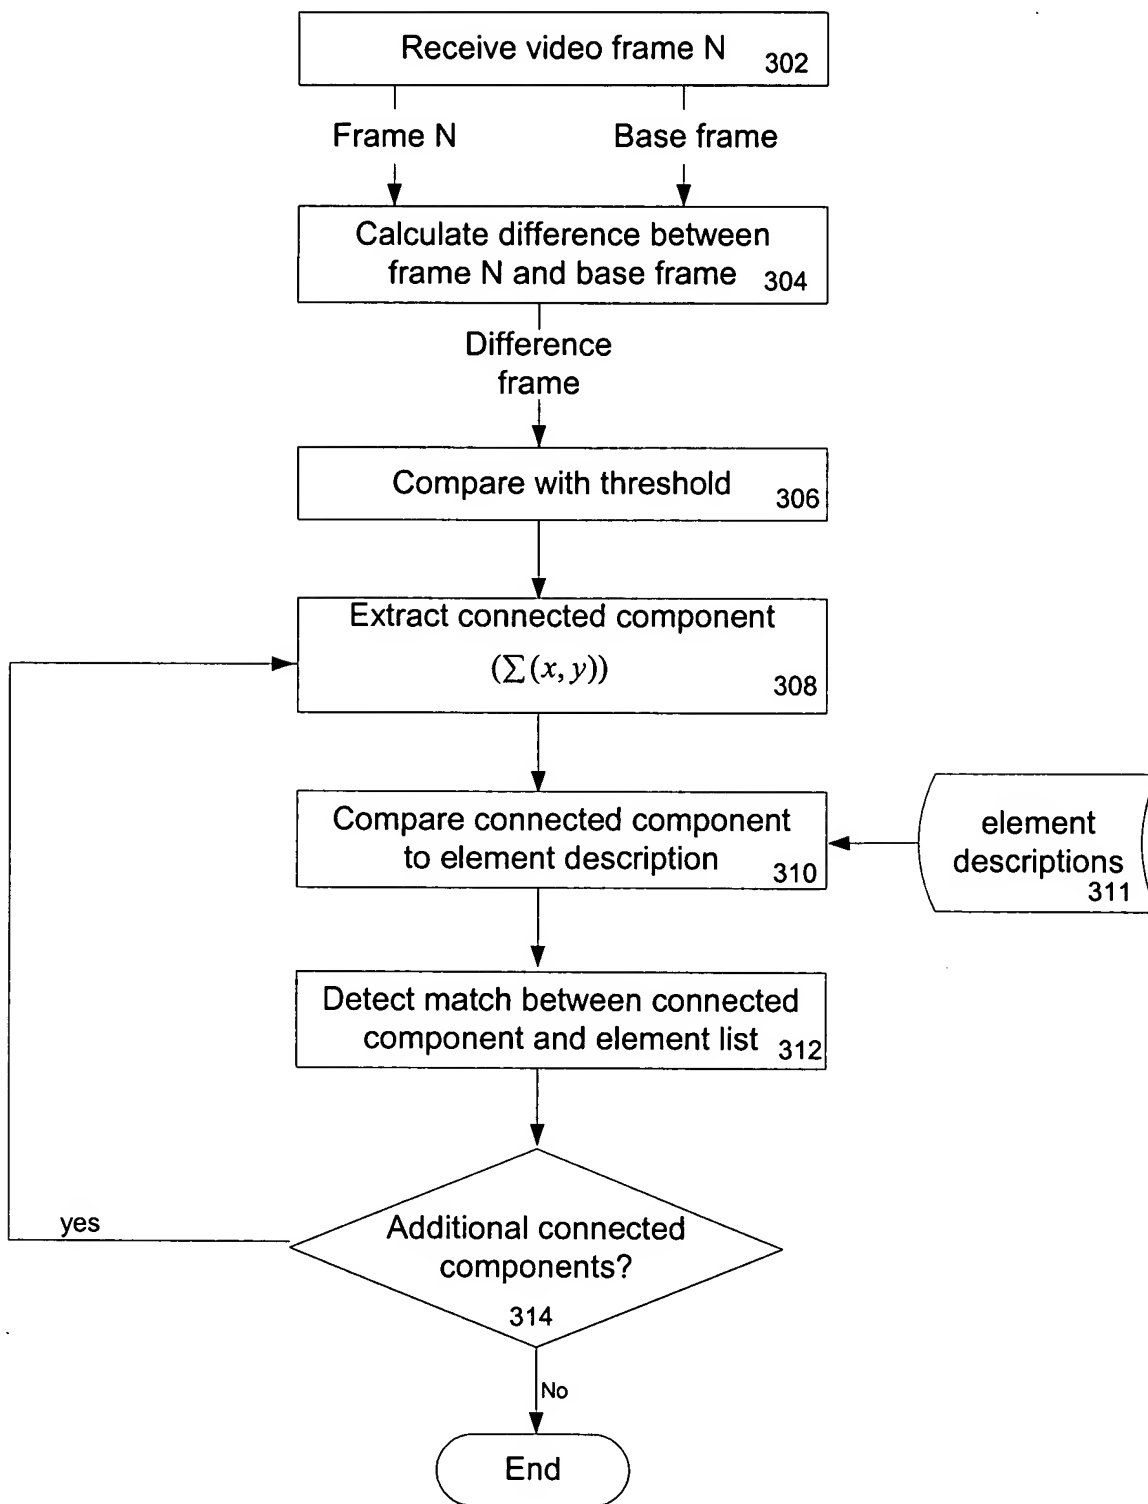 Receive video frame N
302
Frame N
Base frame
Calculate difference between
frame N and base frame
304
Difference
frame
Compare with threshold
306
Extract connected component
(∑(x, y))
308
Compare connected component
to element description
310
element
descriptions
311
Detect match between connected
component and element list
312
yes
Additional connected
components?
314
No
End